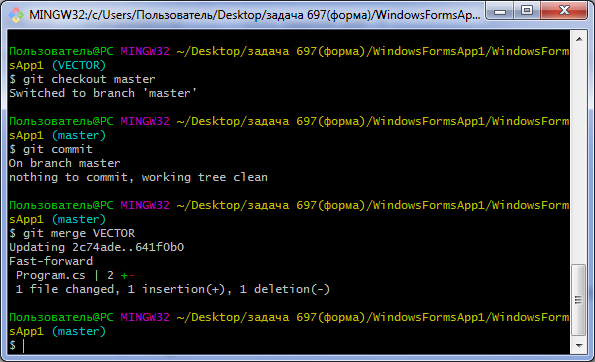 MINGW32:/c/Users/Пользователь/Desktop/задача 697(форма)/WindowsFormsAp...
Пользователь@PC MINGW32 ~/Desktop/задача 697(форма)/WindowsFormsApp1/WindowsForm
sApp1 (VECTOR)
$ git checkout master
Switched to branch 'master'
Пользователь@PC MINGW32 ~/Desktop/задача 697(форма)/WindowsFormsApp1/WindowsForm
sApp1 (master)
$ git commit
On branch master
nothing to commit, working tree clean
Пользователь@PC MINGW32 ~/Desktop/задача 697(форма)/WindowsFormsApp1/WindowsForm
sApp1 (master)
$ git merge VECTOR
Updating 2c74ade..641f0b0
Fast-forward
 Program.cs | 2 +-
 1 file changed, 1 insertion(+), 1 deletion(-)
Пользователь@PC MINGW32 ~/Desktop/задача 697(форма)/WindowsFormsApp1/WindowsForm
sApp1 (master)
$